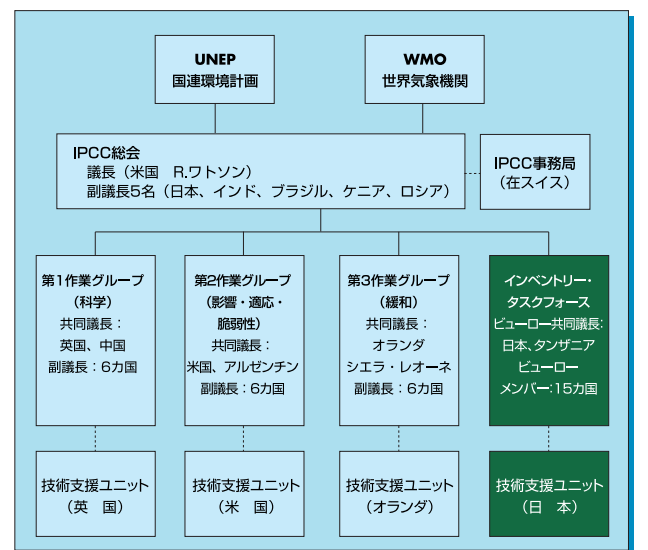 UNEP
国連環境計画
WMO
世界気象機関
IPCC総会
議長（米国　R.ワトソン）
副議長5名（日本、インド、ブラジル、ケニア、ロシア）
IPCC事務局
（在スイス）
第1作業グループ
（科学）
共同議長：
英国、中国
副議長：6カ国
第2作業グループ
（影響・適応・
脆弱性）
共同議長：
米国、アルゼンチン
副議長：6カ国
第3作業グループ
（緩和）
共同議長：
オランダ
シエラ・レオーネ
副議長：6カ国
インベントリー・
タスクフォース
ビューロー共同議長：
日本、タンザニア
ビューロー
メンバー：15カ国
技術支援ユニット
（英　国）
技術支援ユニット
（米　国）
技術支援ユニット
（オランダ）
技術支援ユニット
（日　本）